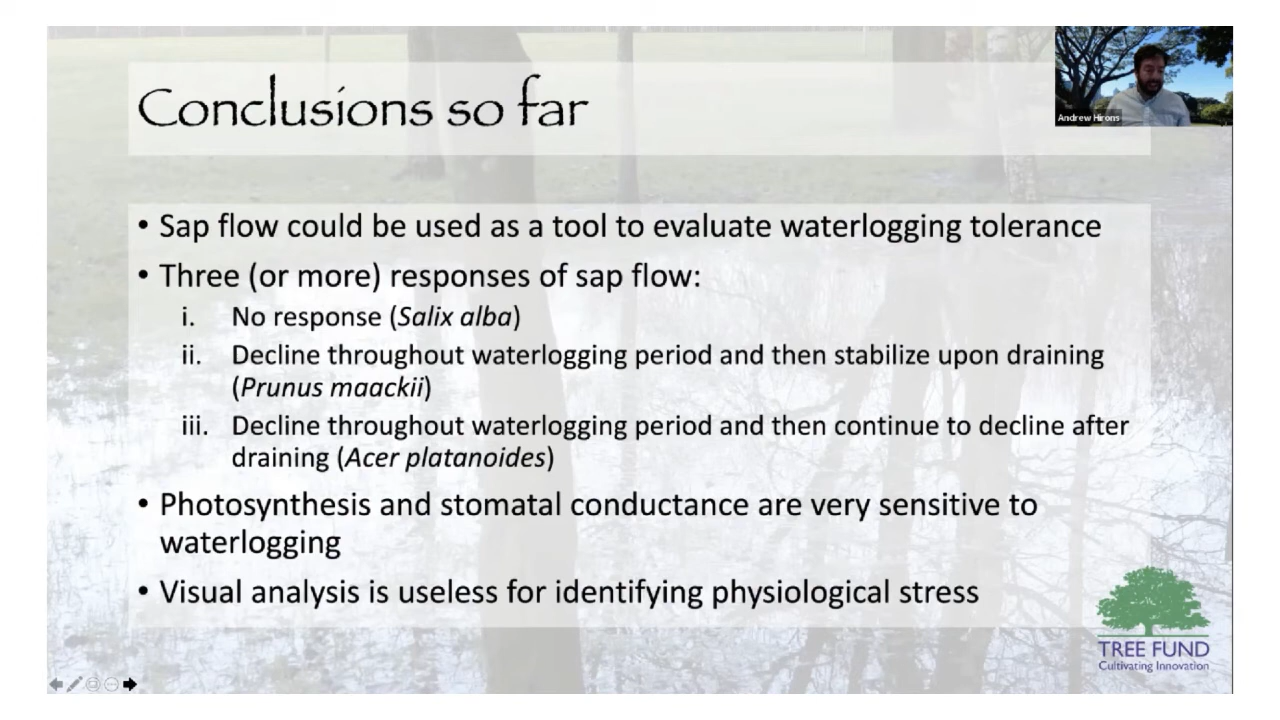 Conclusions so far
Andrew Hirons
• Sap flow could be used as a tool to evaluate waterlogging tolerance
• Three (or more) responses of sap flow:
i. No response (Salix alba)
ii. Decline throughout waterlogging period and then stabilize upon draining
(Prunus maackii)
iii. Decline throughout waterlogging period and then continue to decline after
draining (Acer platanoides)
• Photosynthesis and stomatal conductance are very sensitive to
waterlogging
• Visual analysis is useless for identifying physiological stress
TREE FUND
Cultivating Innovation